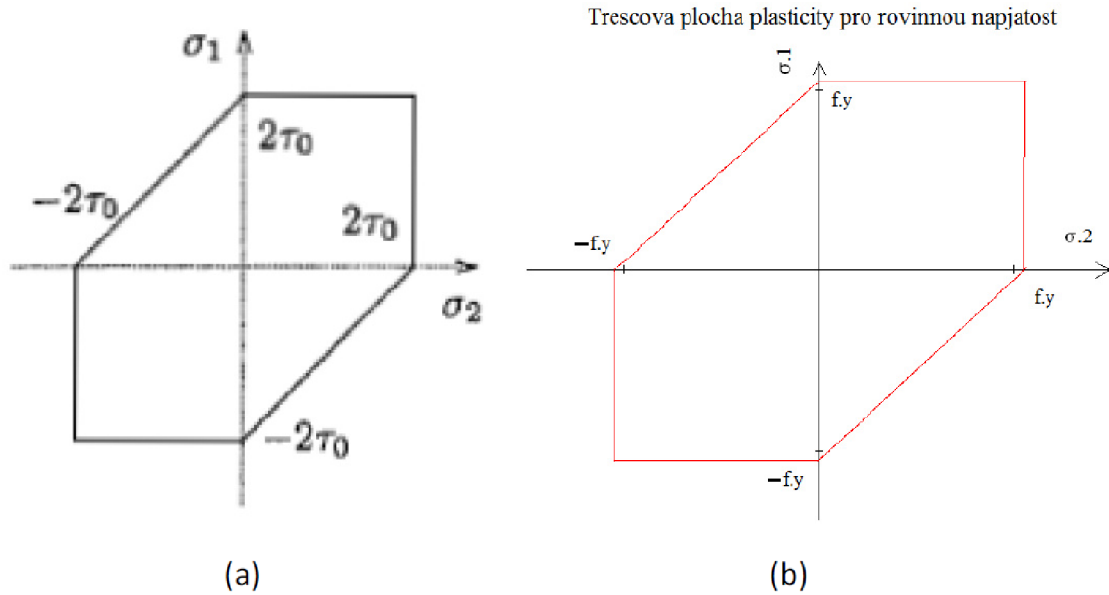 σ₁
2τ₀
−2τ₀
2τ₀
σ₂
−2τ₀
(a)
Trescova plocha plasticity pro rovinnou napjatost
σ.1
f.y
−f.y
σ.2
f.y
−f.y
(b)